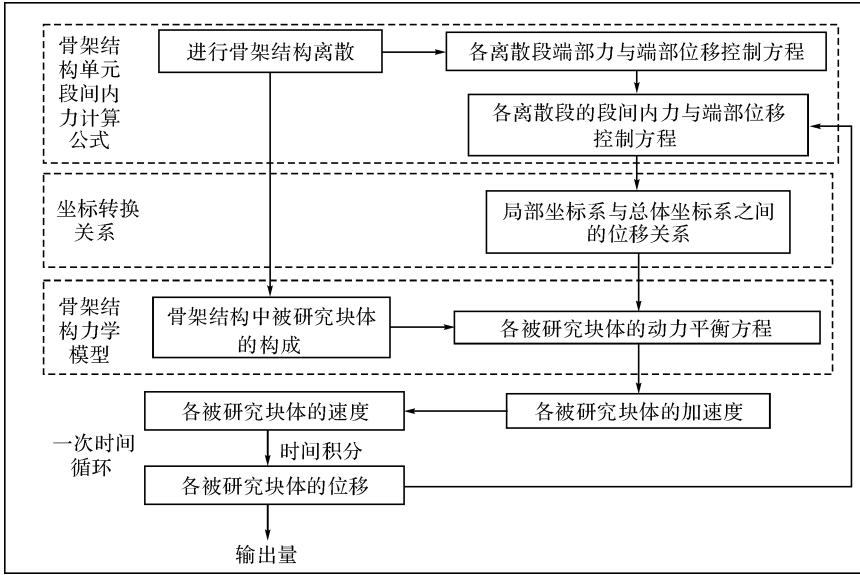 骨架结
构单元
段间内
力计算
公式
进行骨架结构离散
各离散段端部力与端部位移控制方程
各离散段的段间内力与端部位移
控制方程
坐标转换
关系
局部坐标系与总体坐标系之间
的位移关系
骨架结
构力学
模型
骨架结构中被研究块体
的构成
各被研究块体的动力平衡方程
一次时间
循环
各被研究块体的速度
各被研究块体的加速度
时间积分
各被研究块体的位移
输出量